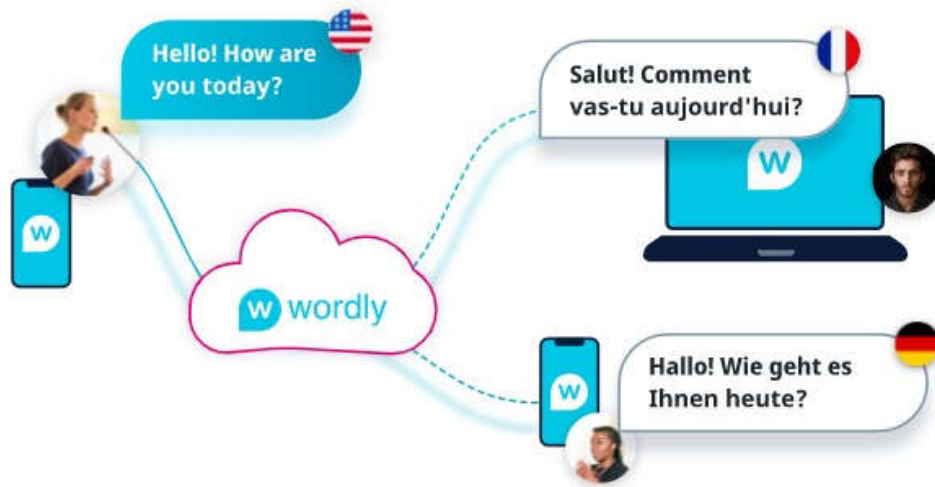 Hello! How are
you today?
Salut! Comment
vas-tu aujourd'hui?
w
w
w wordly
Hallo! Wie geht es
Ihnen heute?
w